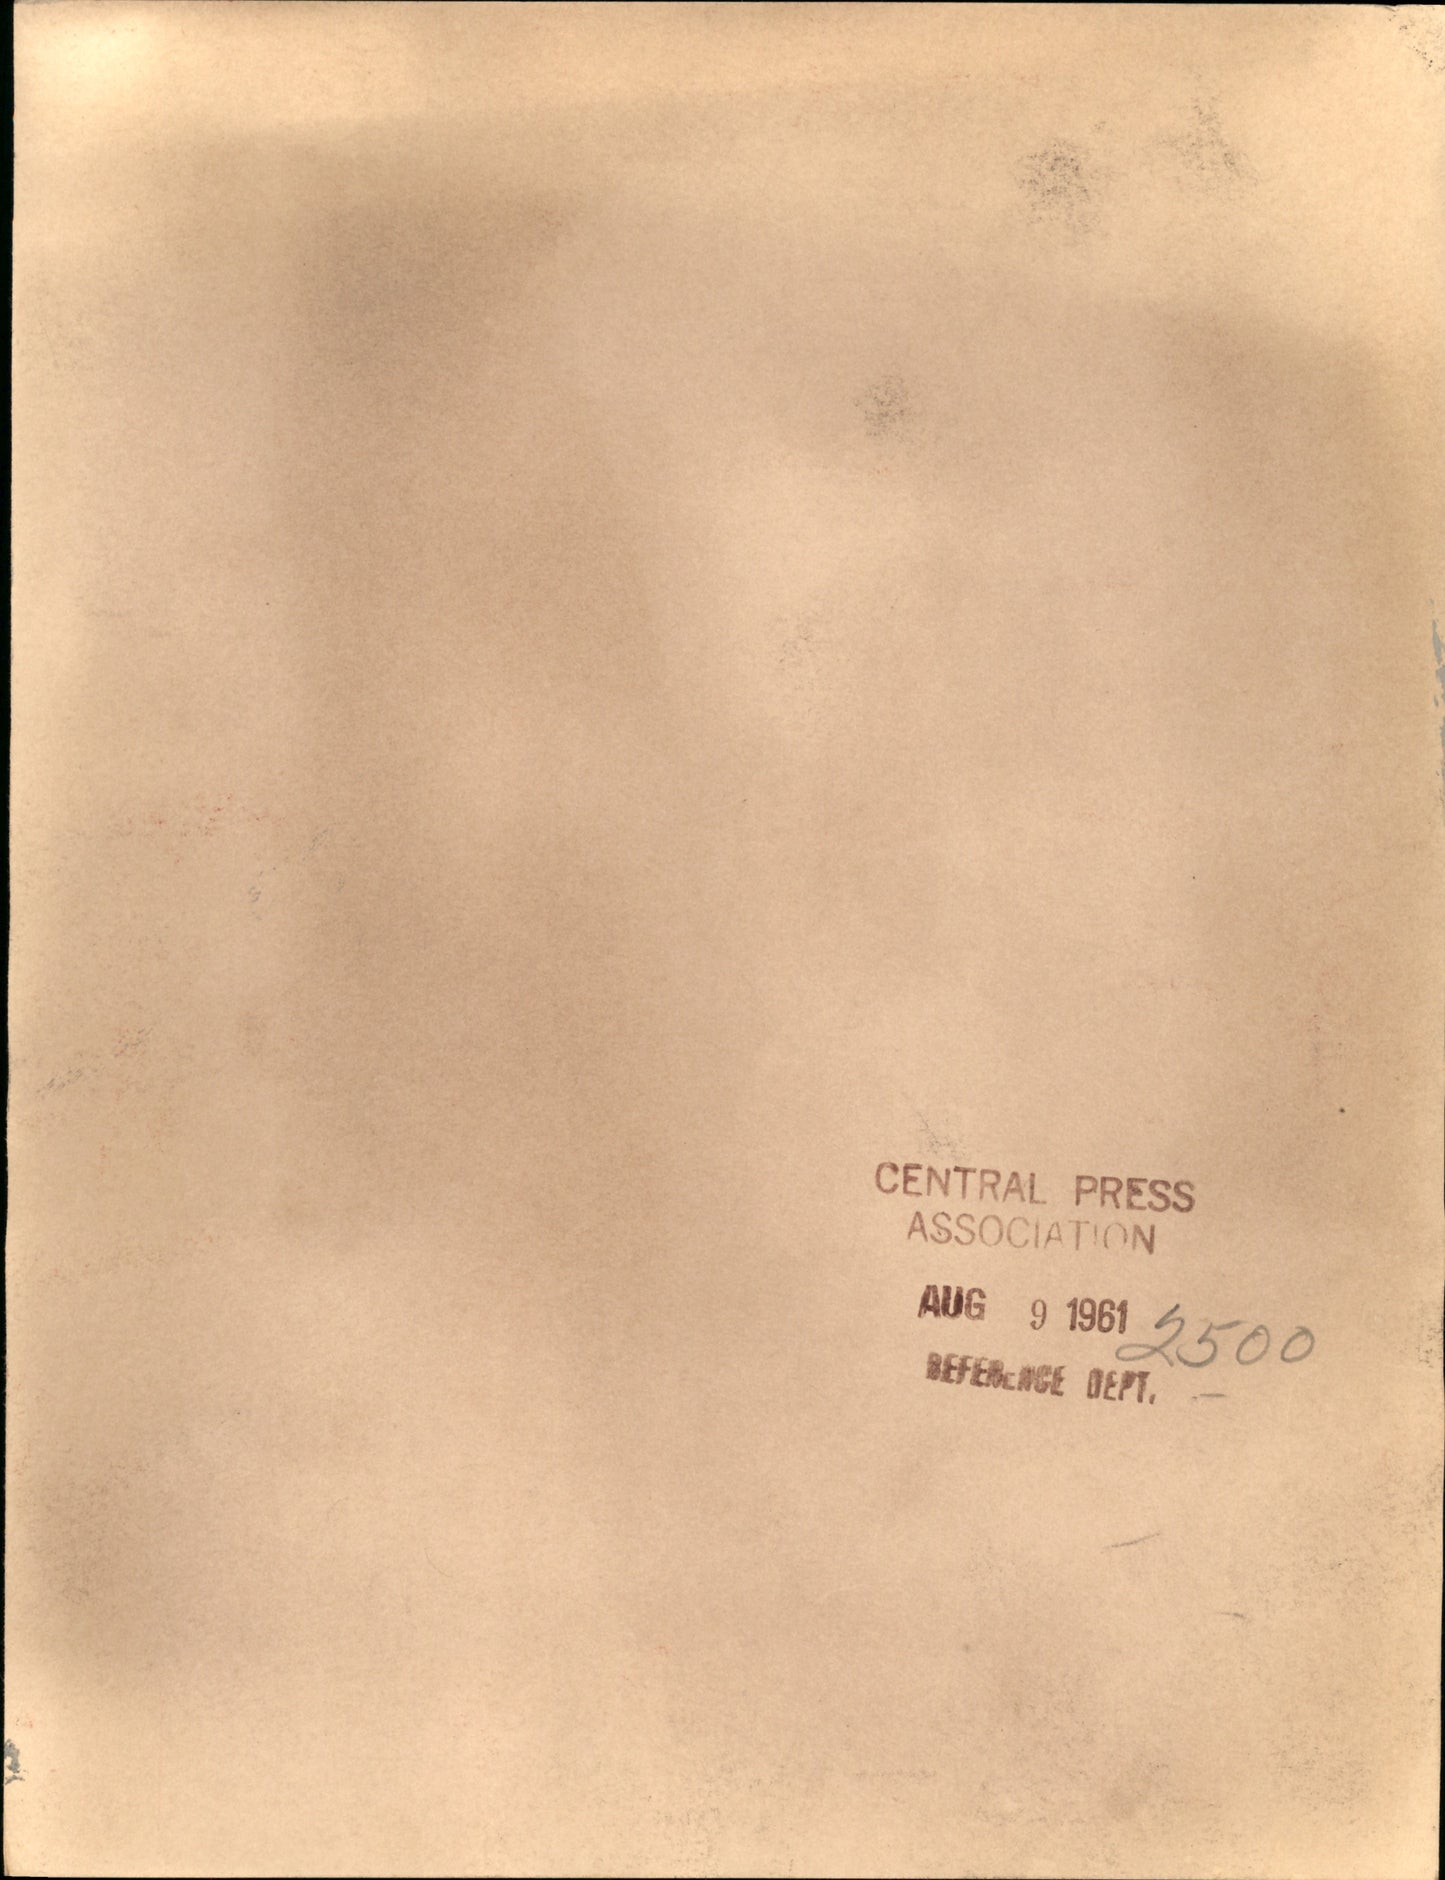 CENTRAL PRESS
ASSOCIATION
AUG 9 1961 2500
REFERENCE DEPT.